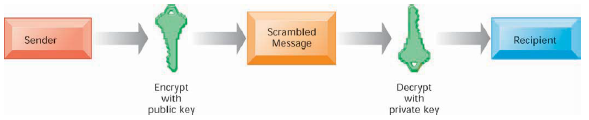 Sender
Encrypt
with
public key
Scrambled
Message
Decrypt
with
private key
Recipient